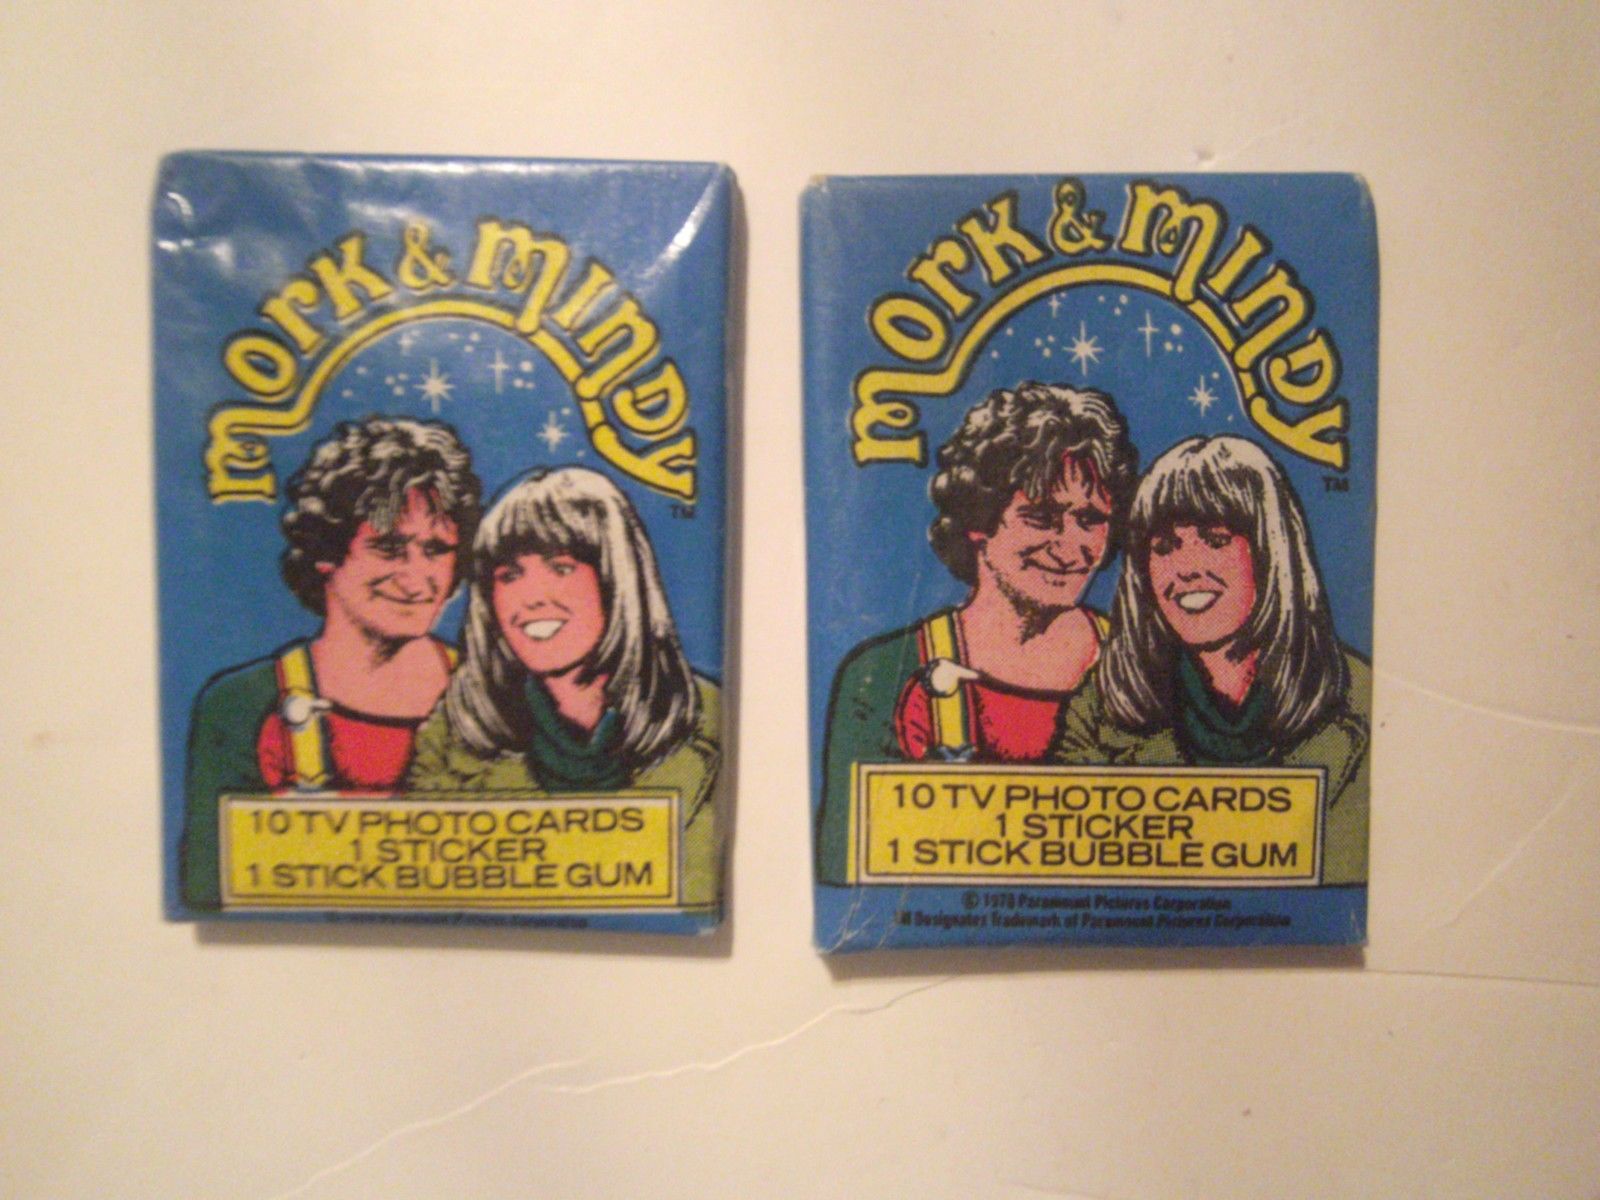 mork & mindy
TM
10 TV PHOTO CARDS
1 STICKER
1 STICK BUBBLE GUM
mork & mindy
TM
10 TV PHOTO CARDS
1 STICKER
1 STICK BUBBLE GUM
© 1978 Paramount Pictures Corporation
TM Designates Trademark of Paramount Pictures Corporation